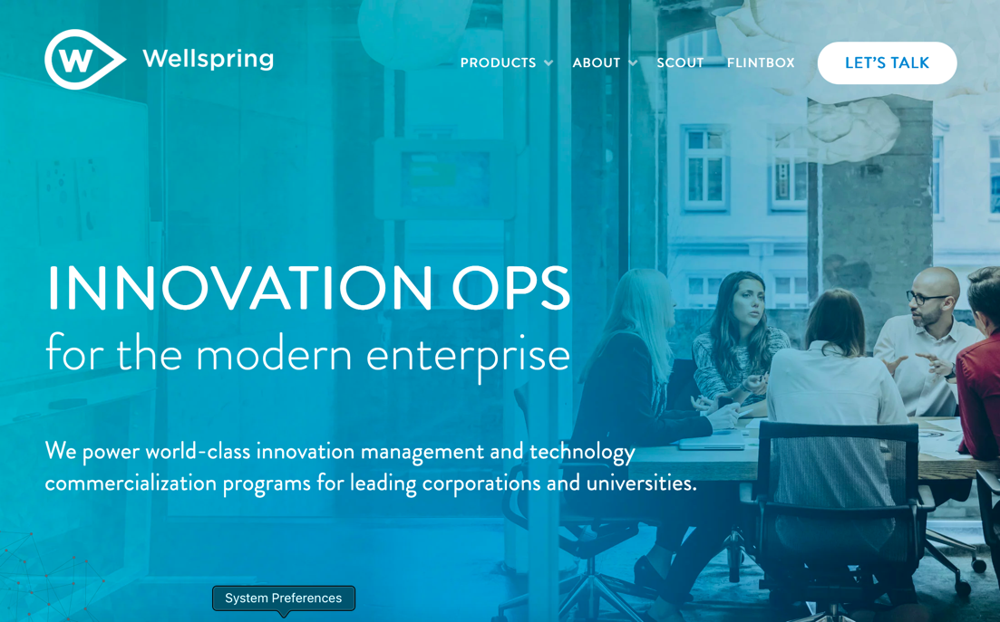 W
Wellspring
PRODUCTS
ABOUT
SCOUT
FLINTBOX
LET'S TALK
INNOVATION OPS
for the modern enterprise
We power world-class innovation management and technology
commercialization programs for leading corporations and universities.
System Preferences